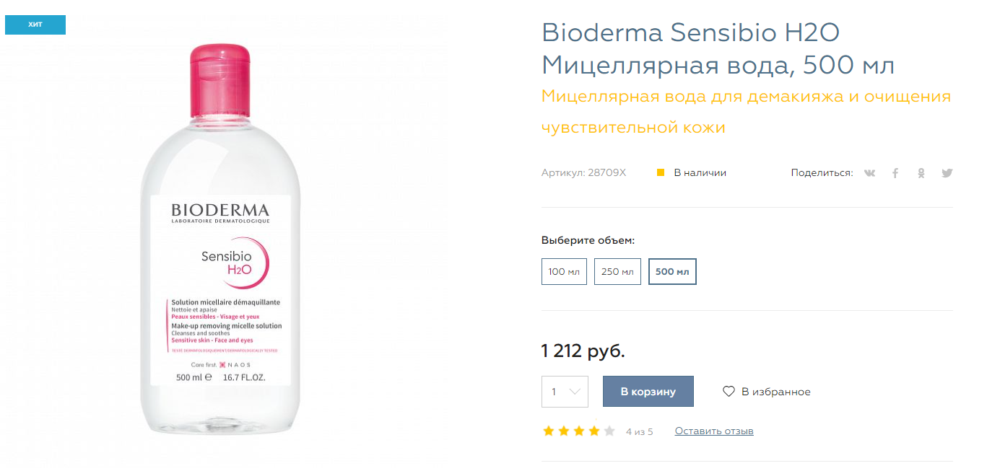 ХИТ
BIODERMA
LABORATOIRE DERMATOLOGIQUE
Sensibio
H2O
Solution micellaire démaquillante
Nettoie et apaise
Peaux sensibles - Visage et yeux
Make-up removing micelle solution
Cleanses and soothes
Sensitive skin - Face and eyes
TESTÉ DERMATOLOGIQUEMENT/DERMATOLOGICALLY TESTED
Care first. NAOS
500 ml ℮ 16.7 FL.OZ.
Bioderma Sensibio H2O
Мицеллярная вода, 500 мл
Мицеллярная вода для демакияжа и очищения
чувствительной кожи
Артикул: 28709X В наличии Поделиться:
Выберите объем:
100 мл 250 мл 500 мл
1 212 руб.
1 В корзину В избранное
4 из 5 Оставить отзыв